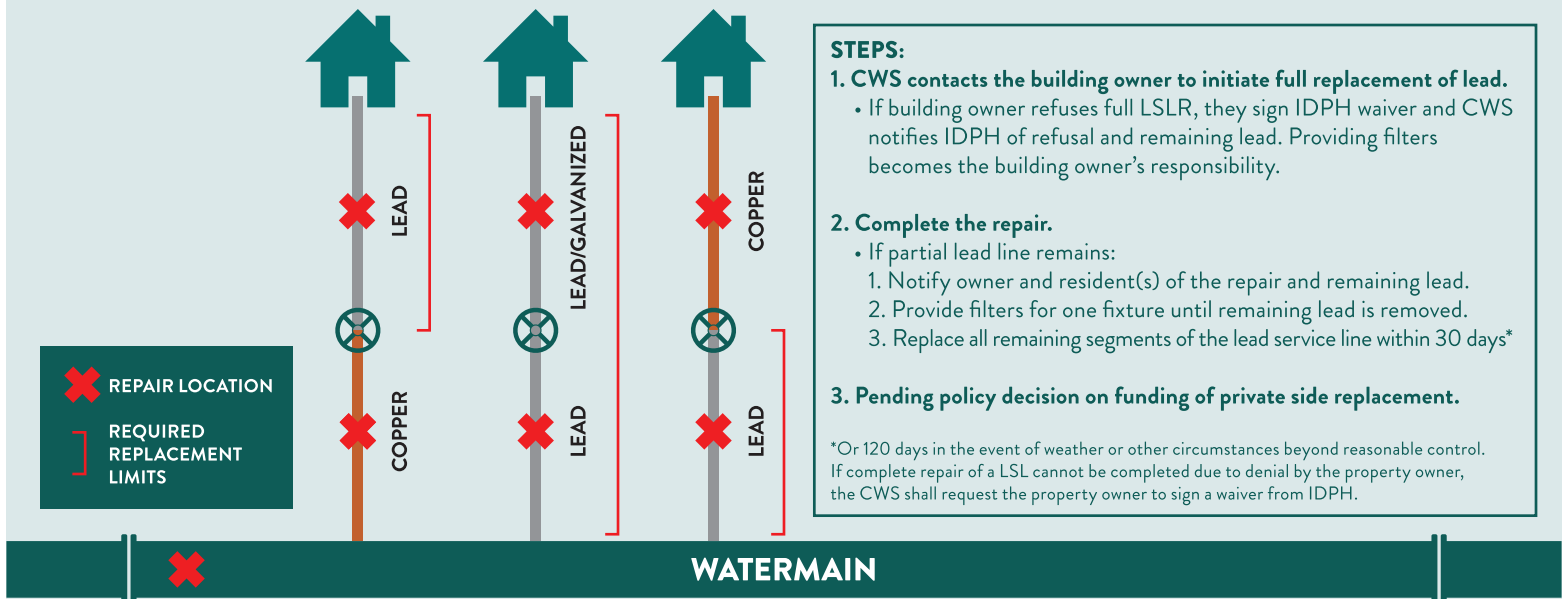 LEAD
COPPER
LEAD/GALVANIZED
LEAD
COPPER
LEAD
REPAIR LOCATION
REQUIRED
REPLACEMENT
LIMITS
STEPS:
1. CWS contacts the building owner to initiate full replacement of lead.
• If building owner refuses full LSLR, they sign IDPH waiver and CWS
notifies IDPH of refusal and remaining lead. Providing filters
becomes the building owner's responsibility.
2. Complete the repair.
• If partial lead line remains:
1. Notify owner and resident(s) of the repair and remaining lead.
2. Provide filters for one fixture until remaining lead is removed.
3. Replace all remaining segments of the lead service line within 30 days*
3. Pending policy decision on funding of private side replacement.
*Or 120 days in the event of weather or other circumstances beyond reasonable control.
If complete repair of a LSL cannot be completed due to denial by the property owner,
the CWS shall request the property owner to sign a waiver from IDPH.
WATERMAIN